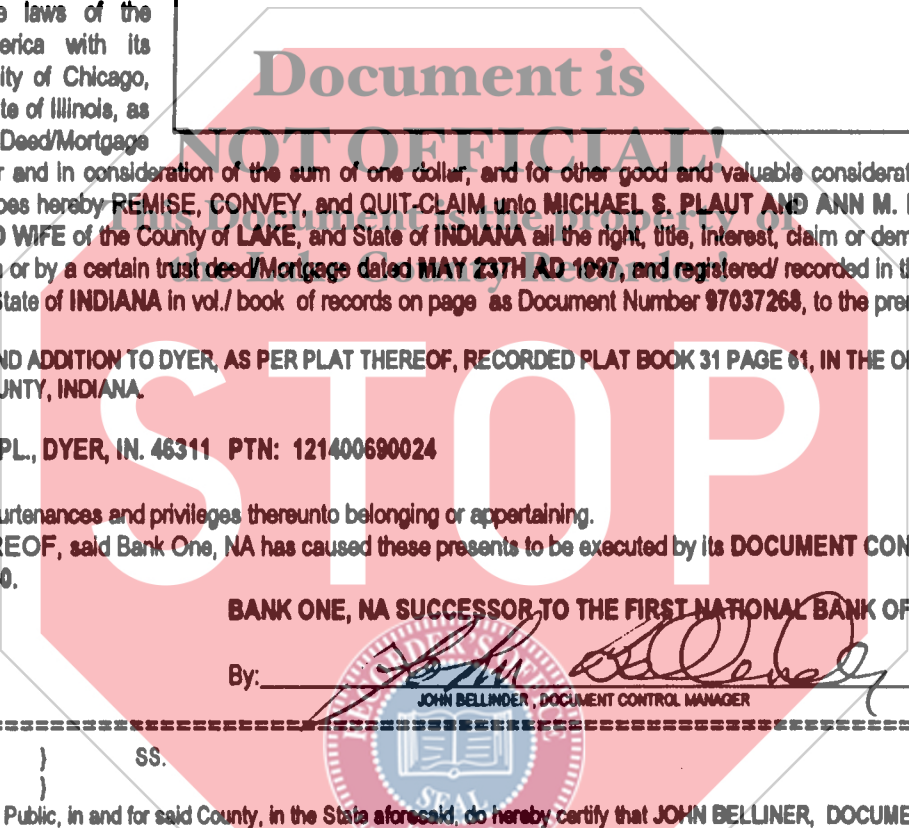 e laws of the
erica with its
ity of Chicago,
te of Illinois, as
Deed/Mortgage
Document is
NOT OFFICIAL!
This Document is the property of
the Lake County Recorder!
r and in consideration of the sum of one dollar, and for other good and valuable considerat
oes hereby REMISE, CONVEY, and QUIT-CLAIM unto MICHAEL S. PLAUT AND ANN M.
D WIFE of the County of LAKE, and State of INDIANA all the right, title, interest, claim or dem
or by a certain trust deed/Mortgage dated MAY 23TH AD 1997, and registered/ recorded in t
State of INDIANA in vol./ book of records on page as Document Number 97037268, to the pre
ND ADDITION TO DYER, AS PER PLAT THEREOF, RECORDED PLAT BOOK 31 PAGE 61, IN THE O
UNTY, INDIANA.
PL., DYER, IN. 46311 PTN: 121400690024
urtenances and privileges thereunto belonging or appertaining.
REOF, said Bank One, NA has caused these presents to be executed by its DOCUMENT CON
0.
STOP
BANK ONE, NA SUCCESSOR TO THE FIRST NATIONAL BANK OF
By:
JOHN BELLINDER , DOCUMENT CONTROL MANAGER
} SS.
}
SEAL
Public, in and for said County, in the State aforesaid, do hereby certify that JOHN BELLINER, DOCUME